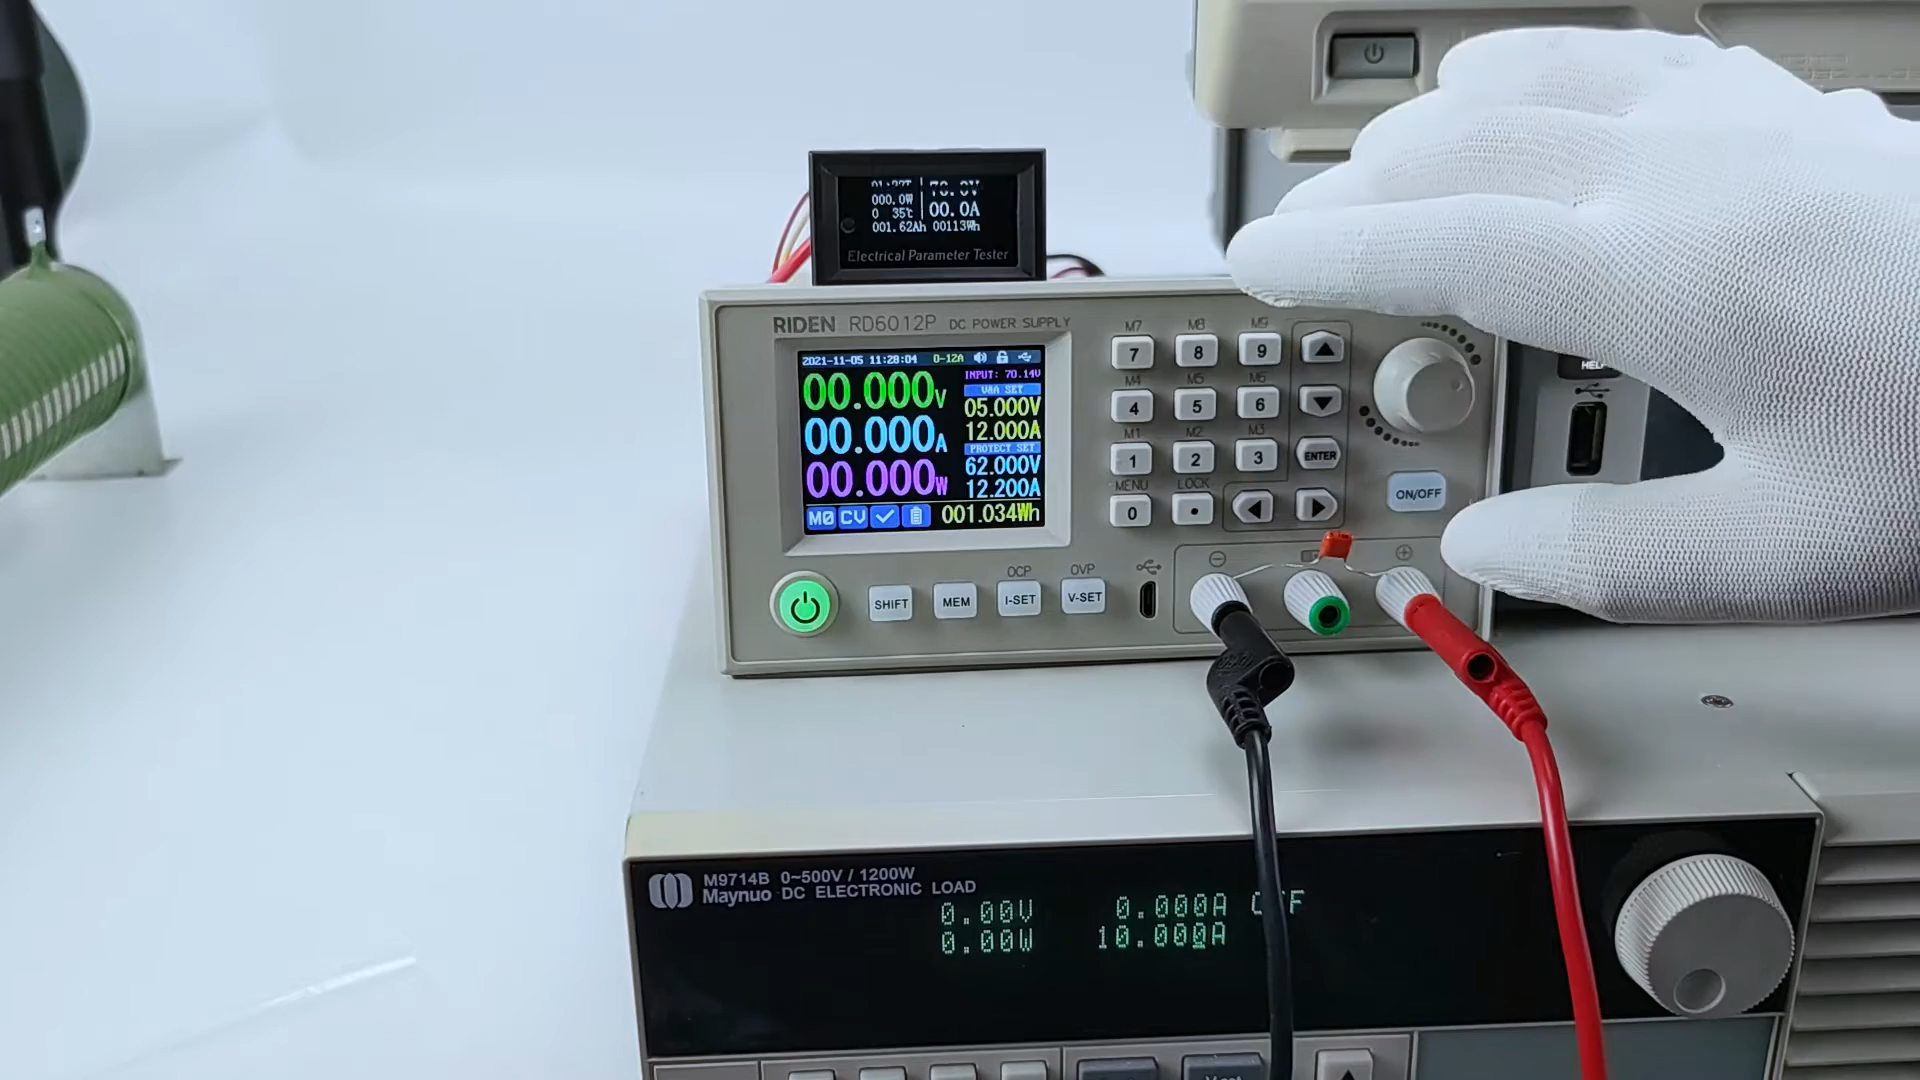 000.0W
0 35℃
00.0A
001.62Ah 00113Wh
Electrical Parameter Tester
RIDEN RD6012P DC POWER SUPPLY
2021-11-05 11:28:04 0-12A
INPUT: 70.14V
00.000V
V&A SET
05.000V
00.000A
12.000A
PROTECT SET
62.000V
00.000W
12.200A
M0 CV 001.034Wh
M7 M8 M9
7 8 9
M4 M5 M6
4 5 6
M1 M2 M3
1 2 3 ENTER
MENU LOCK
0 .
ON/OFF
OCP OVP
SHIFT MEM I-SET V-SET
HELP
M9714B 0~500V / 1200W
Maynuo DC ELECTRONIC LOAD
0.00V 0.000A
0.00W 10.000A